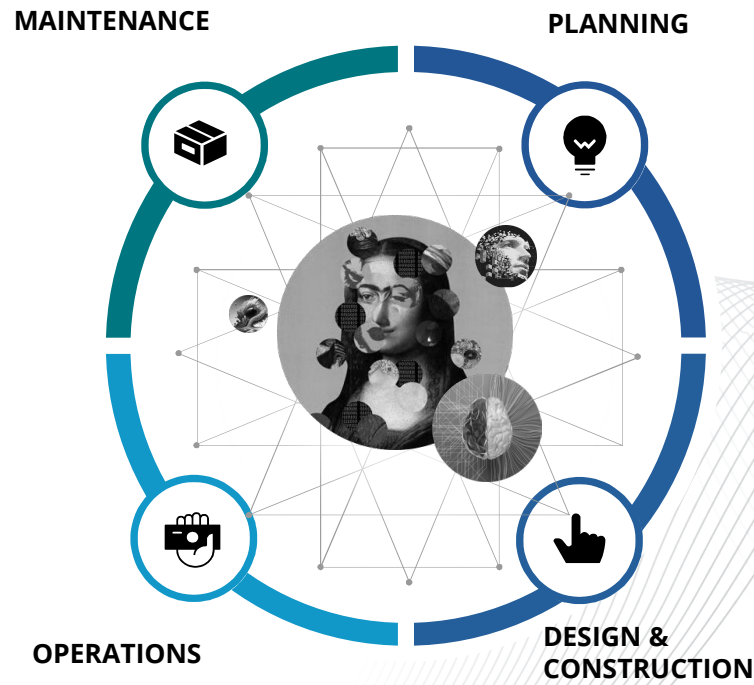 MAINTENANCE
PLANNING
OPERATIONS
DESIGN &
CONSTRUCTION